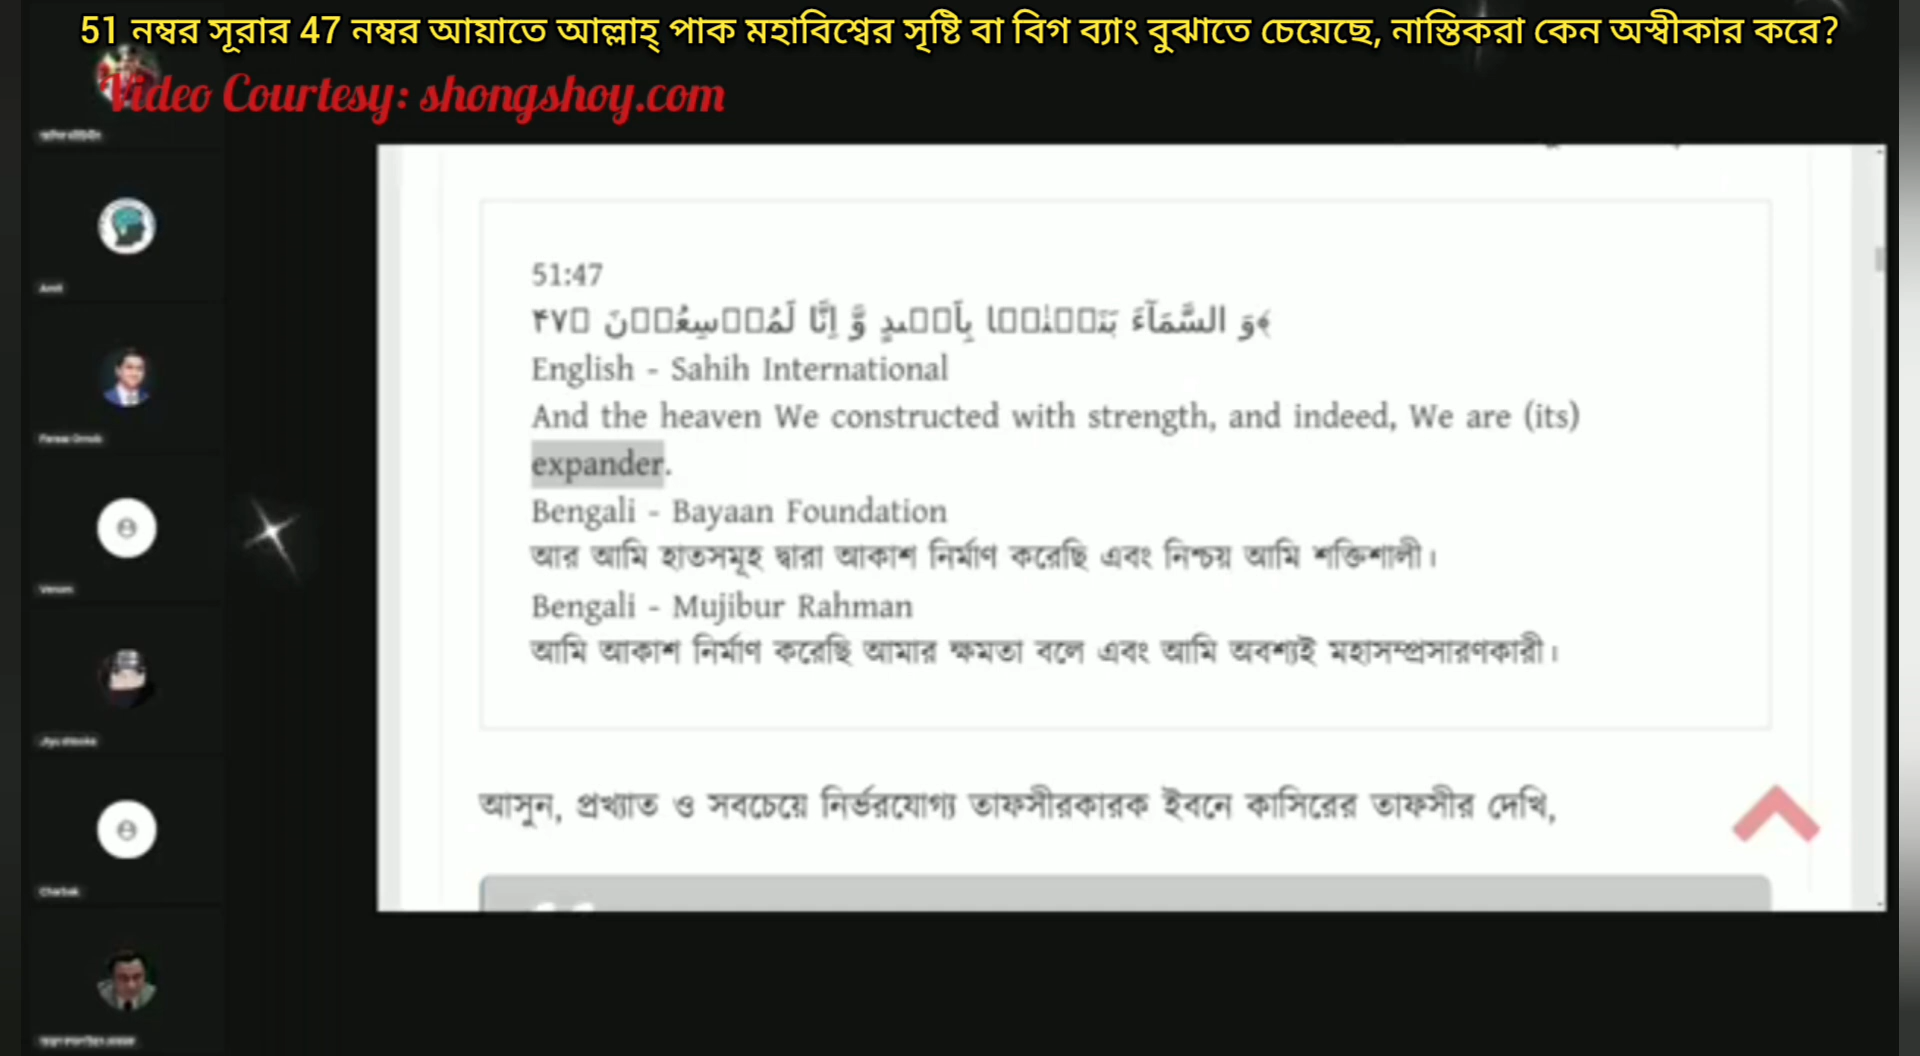 51 নম্বর সূরার 47 নম্বর আয়াতে আল্লাহ্ পাক মহাবিশ্বের সৃষ্টি বা বিগ ব্যাং বুঝাতে চেয়েছে, নাস্তিকরা কেন অস্বীকার করে?
Video Courtesy: shongshoy.com
51:47
English - Sahih International
And the heaven We constructed with strength, and indeed, We are (its)
expander.
Bengali - Bayaan Foundation
আর আমি হাতসমূহ দ্বারা আকাশ নির্মাণ করেছি এবং নিশ্চয় আমি শক্তিশালী।
Bengali - Mujibur Rahman
আমি আকাশ নির্মাণ করেছি আমার ক্ষমতা বলে এবং আমি অবশ্যই মহাসম্প্রসারণকারী।
আসুন, প্রখ্যাত ও সবচেয়ে নির্ভরযোগ্য তাফসীরকারক ইবনে কাসিরের তাফসীর দেখি,
Amit
Venom
Charbak